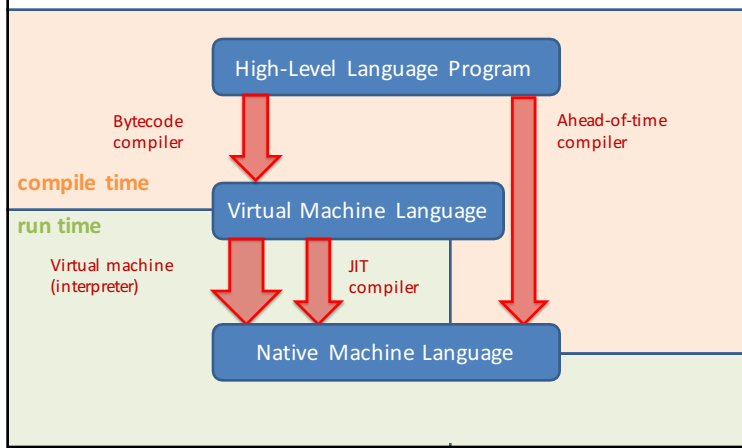 High-Level Language Program
Bytecode
compiler
Ahead-of-time
compiler
compile time
Virtual Machine Language
run time
Virtual machine
(interpreter)
JIT
compiler
Native Machine Language